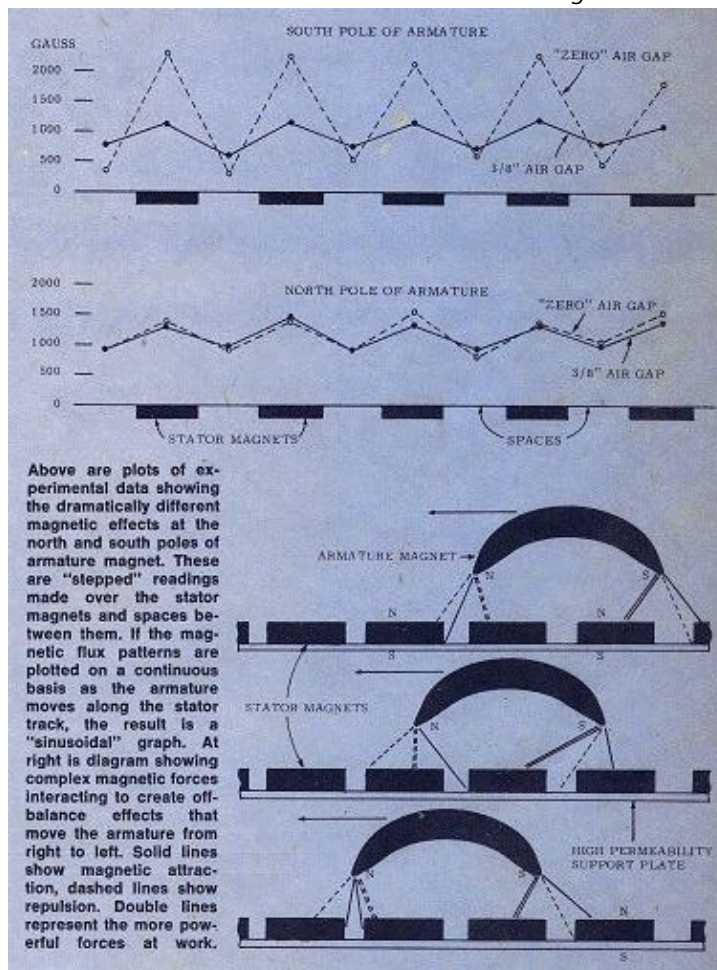 SOUTH POLE OF ARMATURE
GAUSS
"ZERO" AIR GAP
2000
1500
1000
500
3/8" AIR GAP
0
2000
NORTH POLE OF ARMATURE
1500
"ZERO" AIR GAP
1000
500
3/8" AIR GAP
0
STATOR MAGNETS
SPACES
Above are plots of ex-
perimental data showing
the dramatically different
magnetic effects at the
north and south poles of
armature magnet. These
are "stepped" readings
made over the stator
magnets and spaces be-
tween them. If the mag-
netic flux patterns are
plotted on a continuous
basis as the armature
moves along the stator
track, the result is a
"sinusoidal" graph. At
right is diagram showing
complex magnetic forces
interacting to create off-
balance effects that
move the armature from
right to left. Solid lines
show magnetic attrac-
tion, dashed lines show
repulsion. Double lines
represent the more pow-
erful forces at work.
ARMATURE MAGNET
N
S
N
N
S
S
STATOR MAGNETS
N
S
HIGH PERMEABILITY
SUPPORT PLATE
N
S
N
S